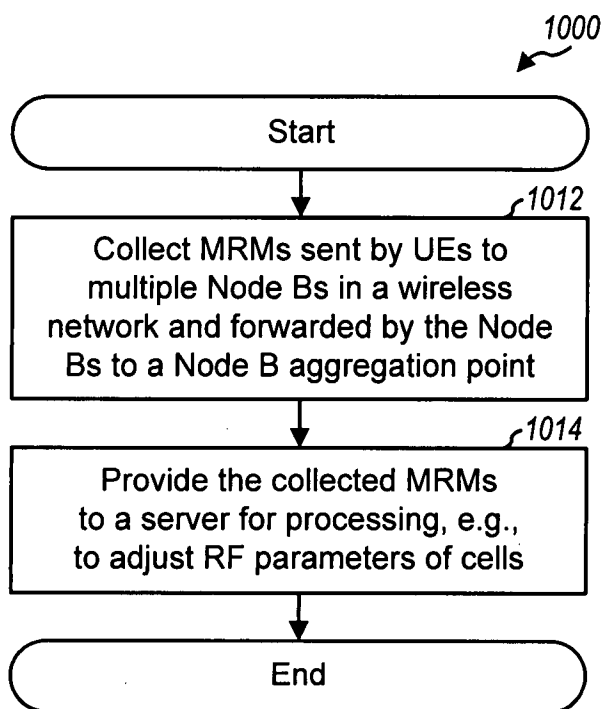 1000
Start
1012
Collect MRMs sent by UEs to
multiple Node Bs in a wireless
network and forwarded by the Node
Bs to a Node B aggregation point
1014
Provide the collected MRMs
to a server for processing, e.g.,
to adjust RF parameters of cells
End